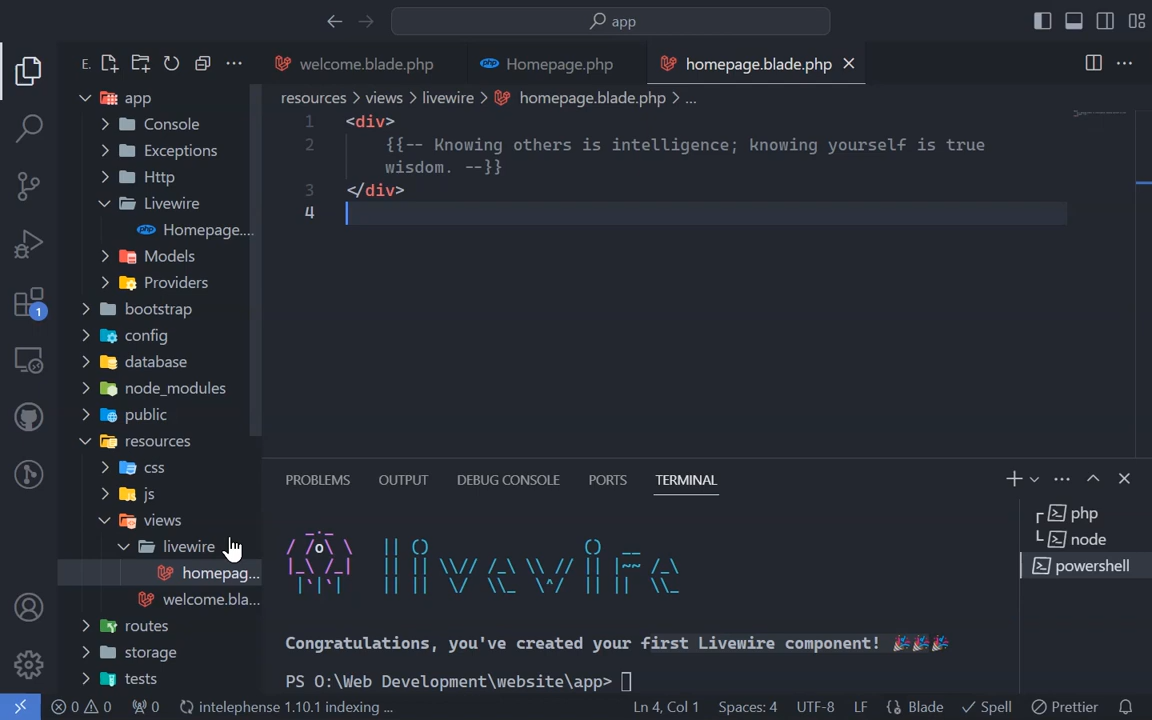 app
E.
welcome.blade.php
Homepage.php
homepage.blade.php
resources > views > livewire > homepage.blade.php > ...
app
Console
Exceptions
Http
Livewire
Homepage....
Models
Providers
bootstrap
config
database
node_modules
public
resources
css
js
views
livewire
homepag...
welcome.bla...
routes
storage
tests
1
1 <div>
2 {{-- Knowing others is intelligence; knowing yourself is true
wisdom. --}}
3 </div>
4
PROBLEMS OUTPUT DEBUG CONSOLE PORTS TERMINAL
php
node
powershell
Congratulations, you've created your first Livewire component! 🎉🎉🎉
PS O:\Web Development\website\app>
0 0 0 intelephense 1.10.1 indexing ... Ln 4, Col 1 Spaces: 4 UTF-8 LF Blade Spell Prettier